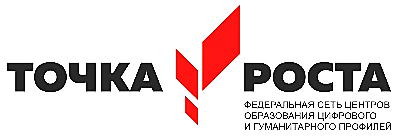 ТОЧКА РОСТА
ФЕДЕРАЛЬНАЯ СЕТЬ ЦЕНТРОВ
ОБРАЗОВАНИЯ ЦИФРОВОГО
И ГУМАНИТАРНОГО ПРОФИЛЕЙ